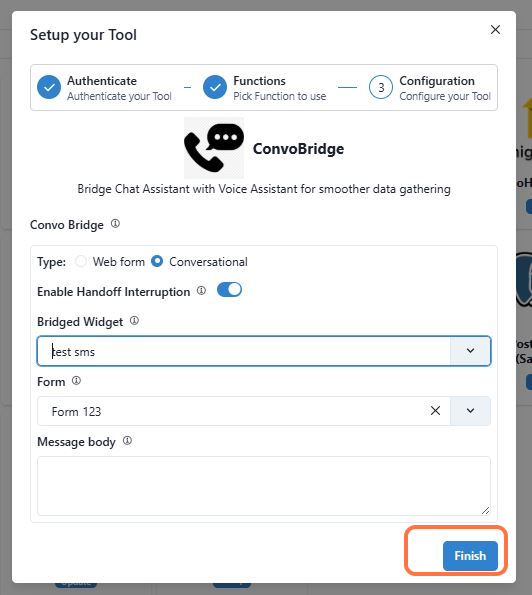 Setup your Tool
Authenticate
Authenticate your Tool
Functions
Pick Function to use
3
Configuration
Configure your Tool
ConvoBridge
Bridge Chat Assistant with Voice Assistant for smoother data gathering
Convo Bridge
Type: Web form Conversational
Enable Handoff Interruption
Bridged Widget
test sms
Form
Form 123
Message body
Finish
Update